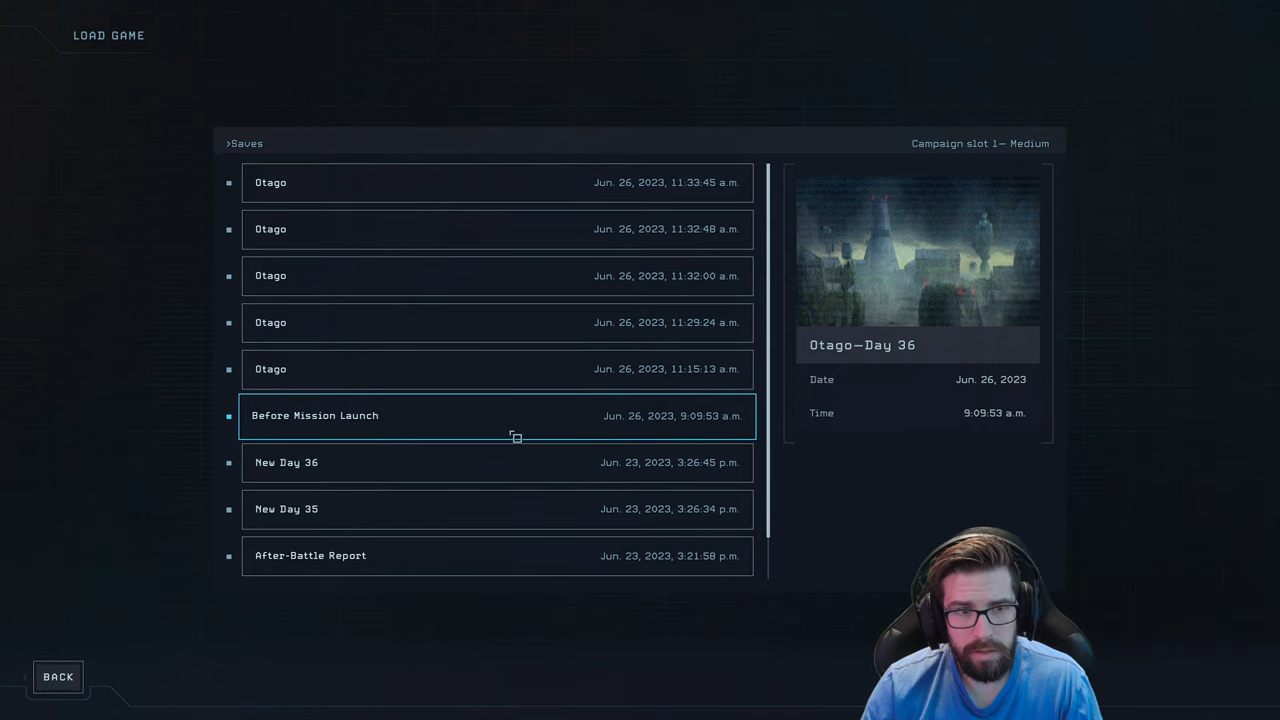 LOAD GAME
›Saves
Campaign slot 1— Medium
Otago Jun. 26, 2023, 11:33:45 a.m.
Otago Jun. 26, 2023, 11:32:48 a.m.
Otago Jun. 26, 2023, 11:32:00 a.m.
Otago Jun. 26, 2023, 11:29:24 a.m.
Otago Jun. 26, 2023, 11:15:13 a.m.
Before Mission Launch Jun. 26, 2023, 9:09:53 a.m.
New Day 36 Jun. 23, 2023, 3:26:45 p.m.
New Day 35 Jun. 23, 2023, 3:26:34 p.m.
After-Battle Report Jun. 23, 2023, 3:21:58 p.m.
Otago—Day 36
Date Jun. 26, 2023
Time 9:09:53 a.m.
BACK